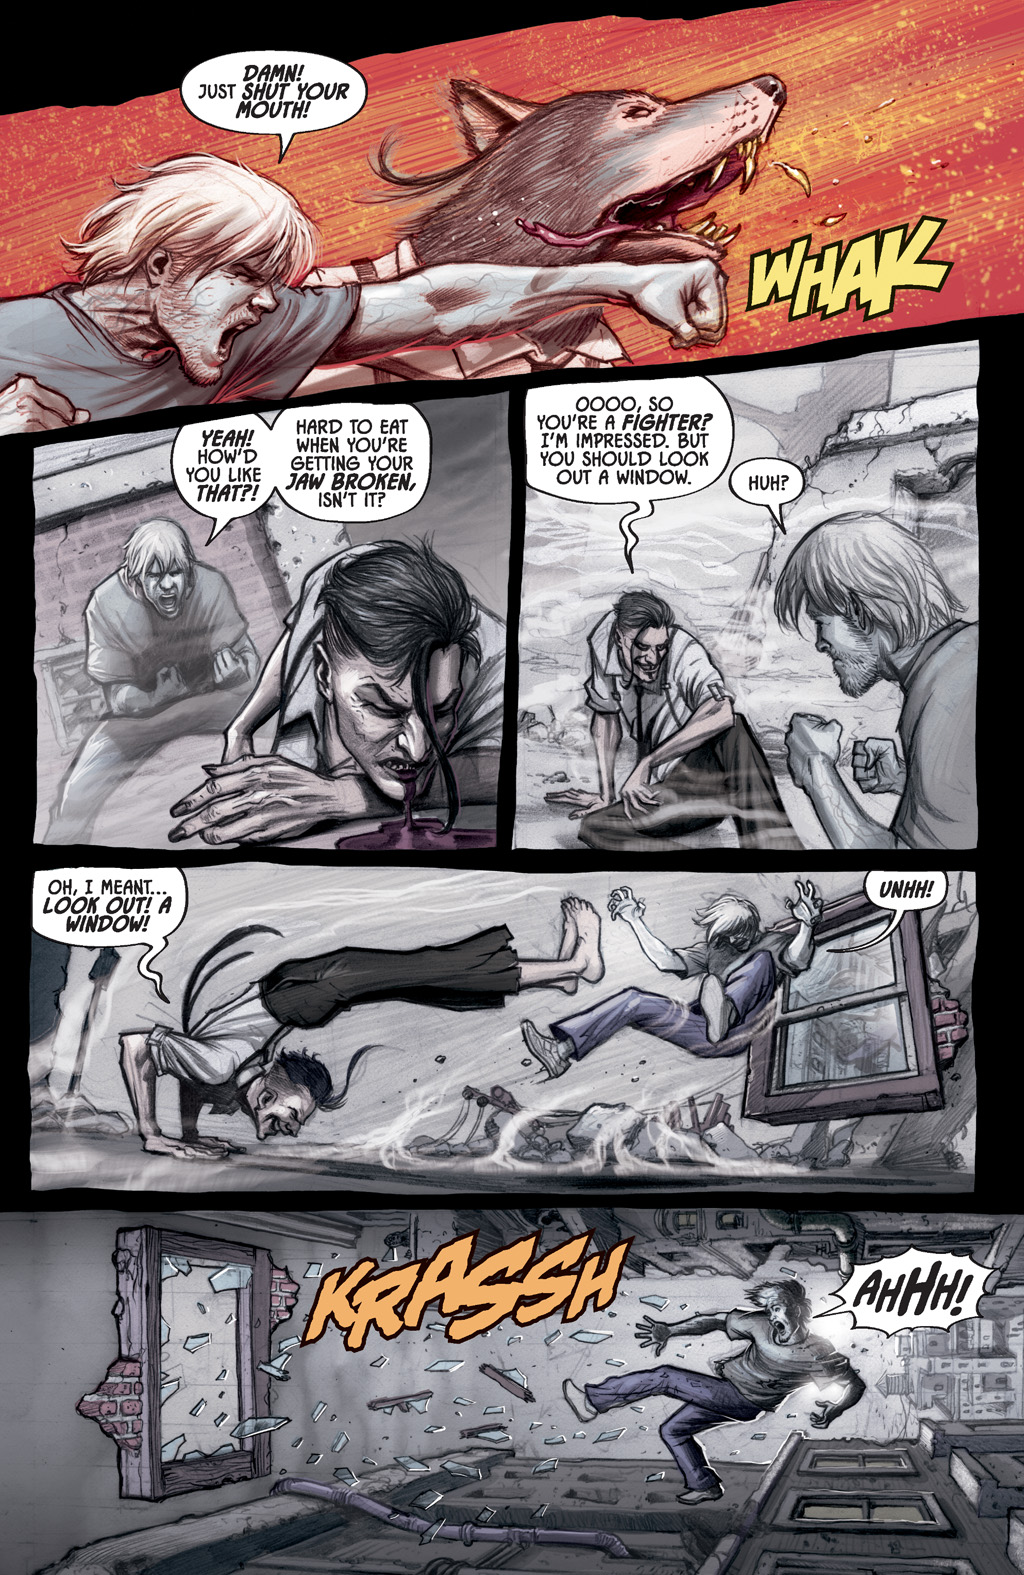 DAMN!
JUST SHUT YOUR
MOUTH!
WHAK
YEAH!
HOW'D
YOU LIKE
THAT?!
HARD TO EAT
WHEN YOU'RE
GETTING YOUR
JAW BROKEN,
ISN'T IT?
OOOO, SO
YOU'RE A FIGHTER?
I'M IMPRESSED. BUT
YOU SHOULD LOOK
OUT A WINDOW.
HUH?
OH, I MEANT...
LOOK OUT! A
WINDOW!
UNHH!
KRASSH
AHHH!